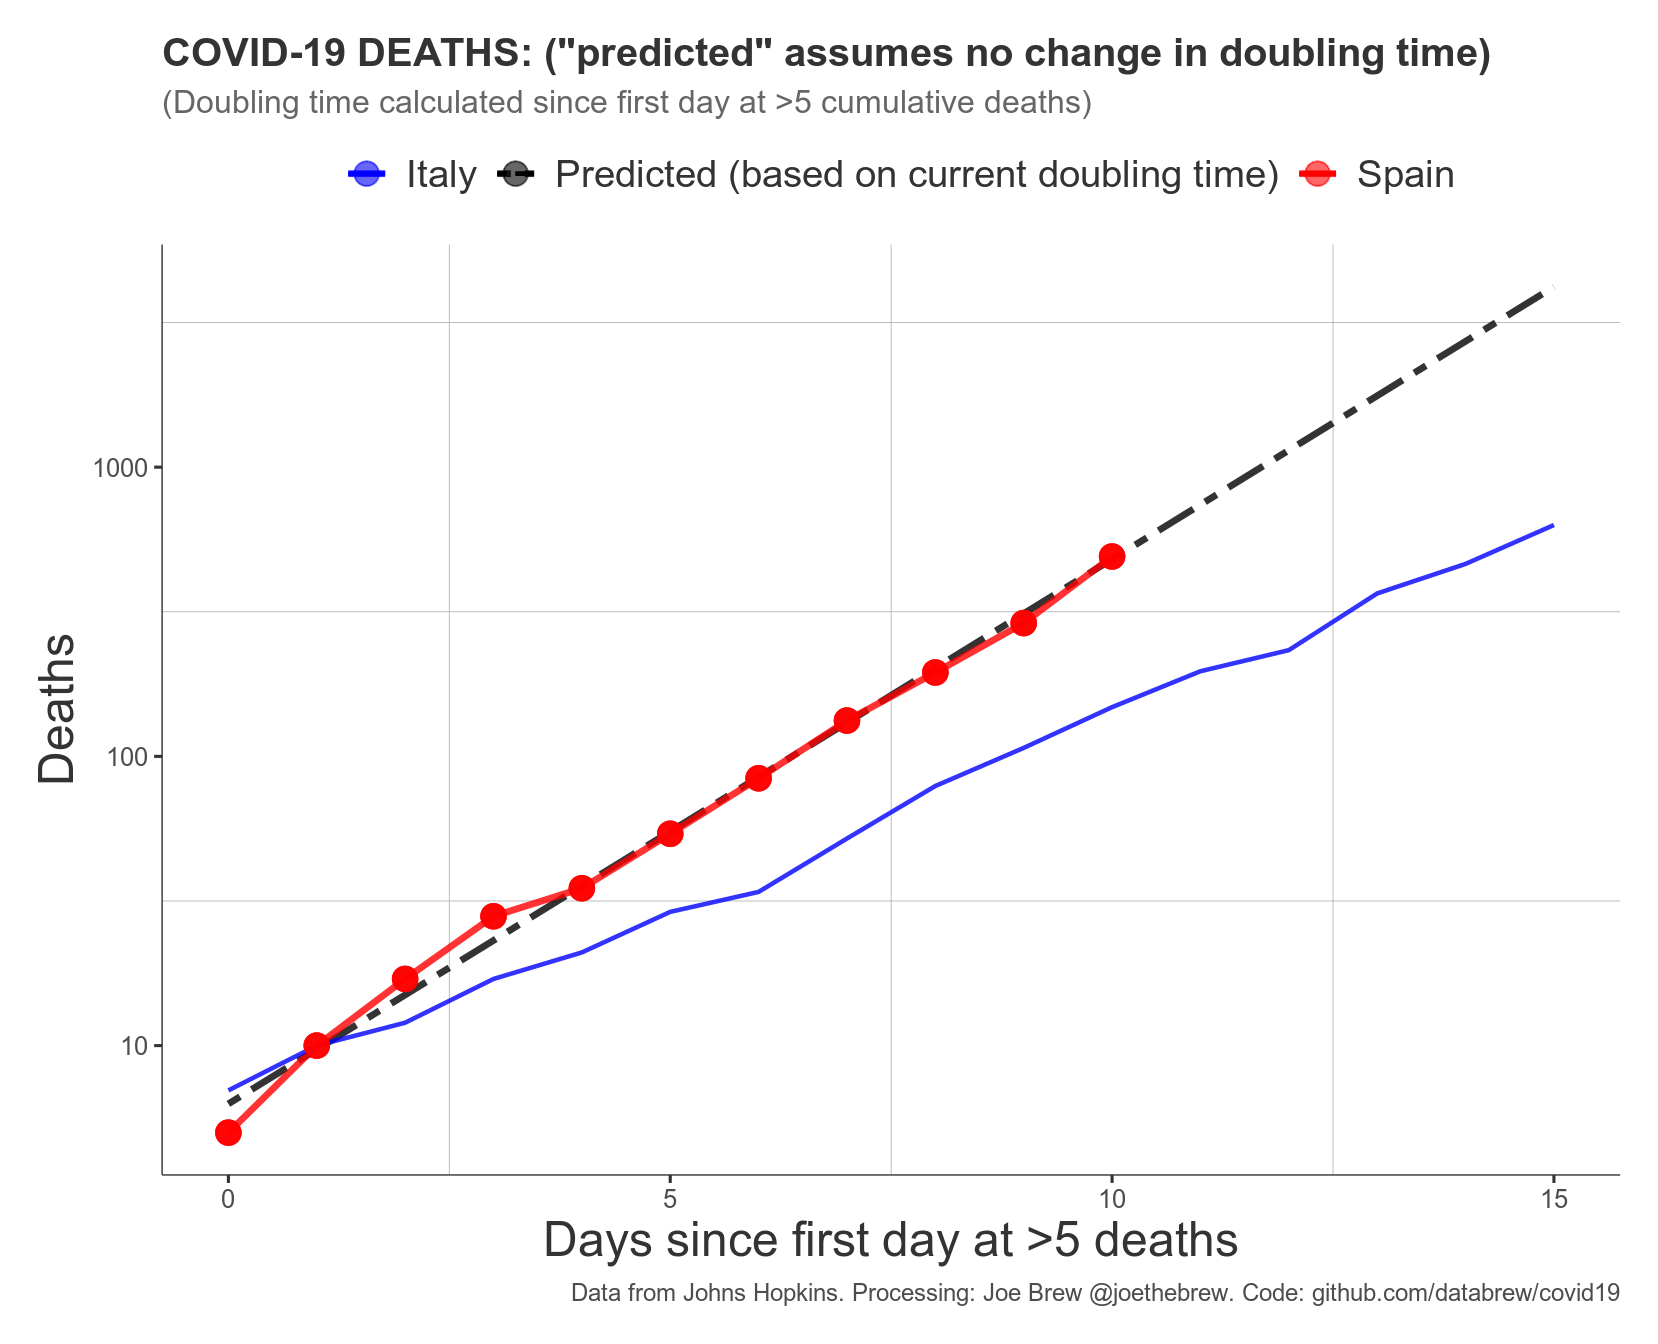 COVID-19 DEATHS: ("predicted" assumes no change in doubling time)
(Doubling time calculated since first day at >5 cumulative deaths)
Italy Predicted (based on current doubling time) Spain
1000
100
10
Deaths
0 5 10 15
Days since first day at >5 deaths
Data from Johns Hopkins. Processing: Joe Brew @joethebrew. Code: github.com/databrew/covid19